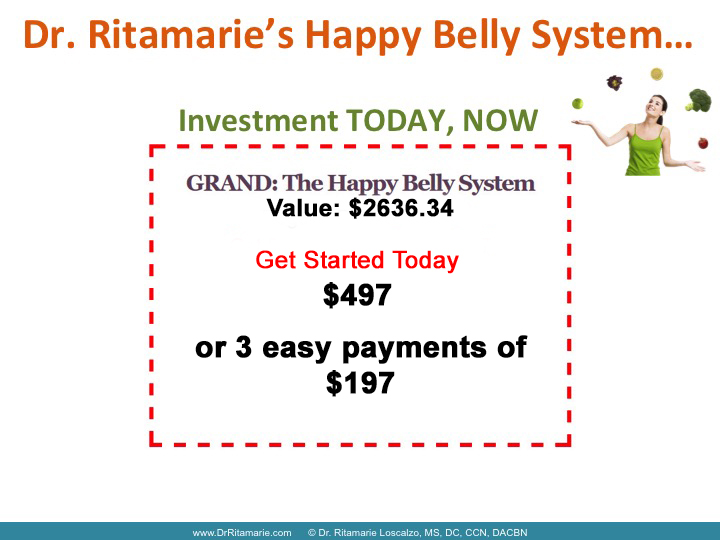 Dr. Ritamarie’s Happy Belly System…
Investment TODAY, NOW
GRAND: The Happy Belly System
Value: $2636.34
Get Started Today
$497
or 3 easy payments of
$197
www.DrRitamarie.com © Dr. Ritamarie Loscalzo, MS, DC, CCN, DACBN